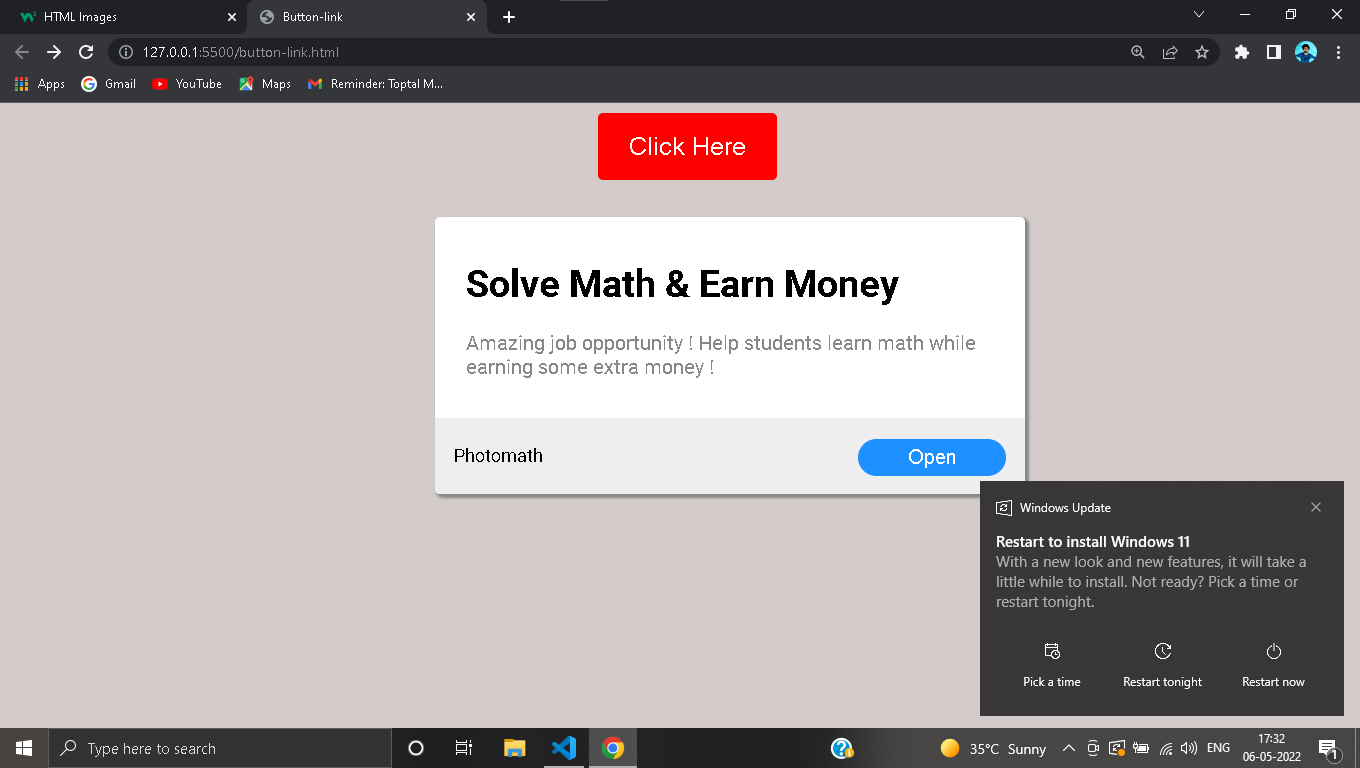 HTML Images
Button-link
127.0.0.1:5500/button-link.html
Apps
Gmail
YouTube
Maps
Reminder: Toptal M...
Click Here
Solve Math & Earn Money
Amazing job opportunity ! Help students learn math while
earning some extra money !
Photomath
Open
Windows Update
Restart to install Windows 11
With a new look and new features, it will take a
little while to install. Not ready? Pick a time or
restart tonight.
Pick a time
Restart tonight
Restart now
Type here to search
35°C Sunny
ENG
17:32
06-05-2022
1